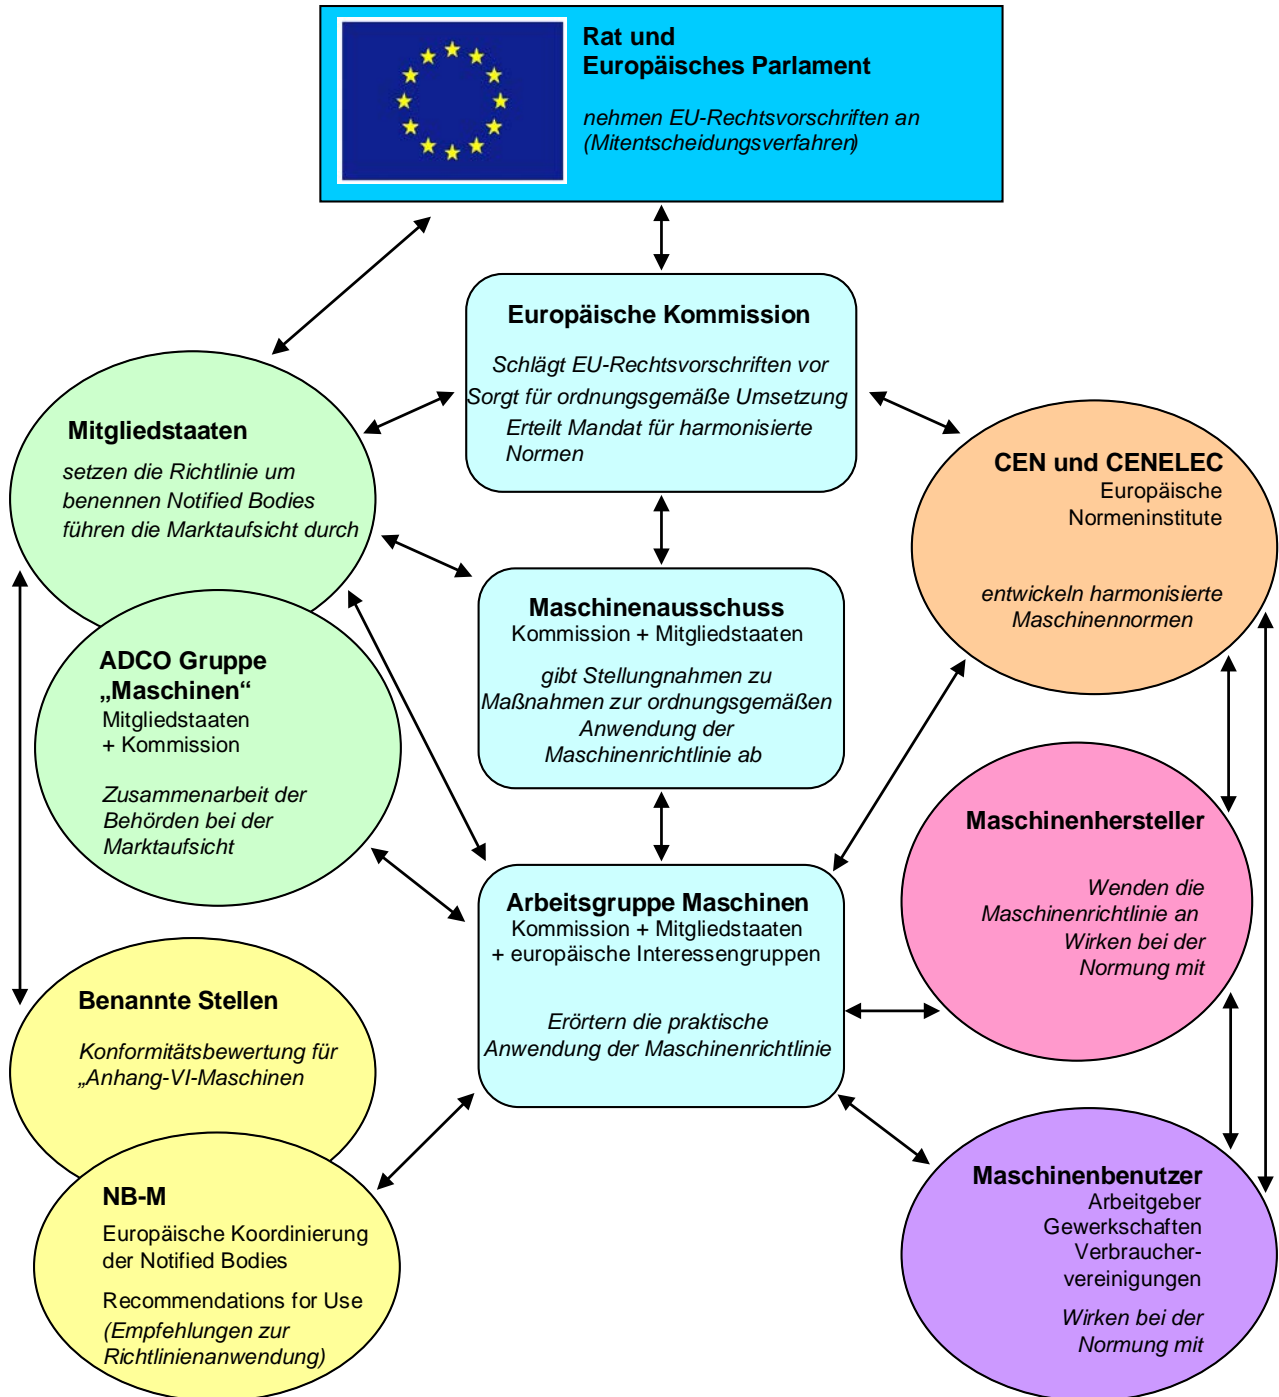 Rat und
Europäisches Parlament
nehmen EU-Rechtsvorschriften an
(Mitentscheidungsverfahren)
Europäische Kommission
Schlägt EU-Rechtsvorschriften vor
Sorgt für ordnungsgemäße Umsetzung
Erteilt Mandat für harmonisierte
Normen
Mitgliedstaaten
setzen die Richtlinie um
benennen Notified Bodies
führen die Marktaufsicht durch
CEN und CENELEC
Europäische
Normeninstitute
entwickeln harmonisierte
Maschinennormen
Maschinenausschuss
Kommission + Mitgliedstaaten
gibt Stellungnahmen zu
Maßnahmen zur ordnungsgemäßen
Anwendung der
Maschinenrichtlinie ab
ADCO Gruppe
„Maschinen“
Mitgliedstaaten
+ Kommission
Zusammenarbeit der
Behörden bei der
Marktaufsicht
Maschinenhersteller
Wenden die
Maschinenrichtlinie an
Wirken bei der
Normung mit
Arbeitsgruppe Maschinen
Kommission + Mitgliedstaaten
+ europäische Interessengruppen
Erörtern die praktische
Anwendung der Maschinenrichtlinie
Benannte Stellen
Konformitätsbewertung für
„Anhang-VI-Maschinen
NB-M
Europäische Koordinierung
der Notified Bodies
Recommendations for Use
(Empfehlungen zur
Richtlinienanwendung)
Maschinenbenutzer
Arbeitgeber
Gewerkschaften
Verbraucher-
vereinigungen
Wirken bei der
Normung mit